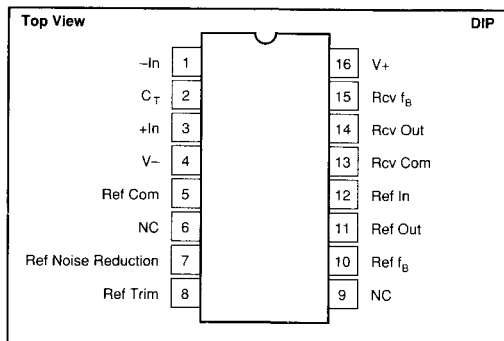 Top View DIP
–In 1 16 V+
C_T 2 15 Rcv f_B
+In 3 14 Rcv Out
V– 4 13 Rcv Com
Ref Com 5 12 Ref In
NC 6 11 Ref Out
Ref Noise Reduction 7 10 Ref f_B
Ref Trim 8 9 NC